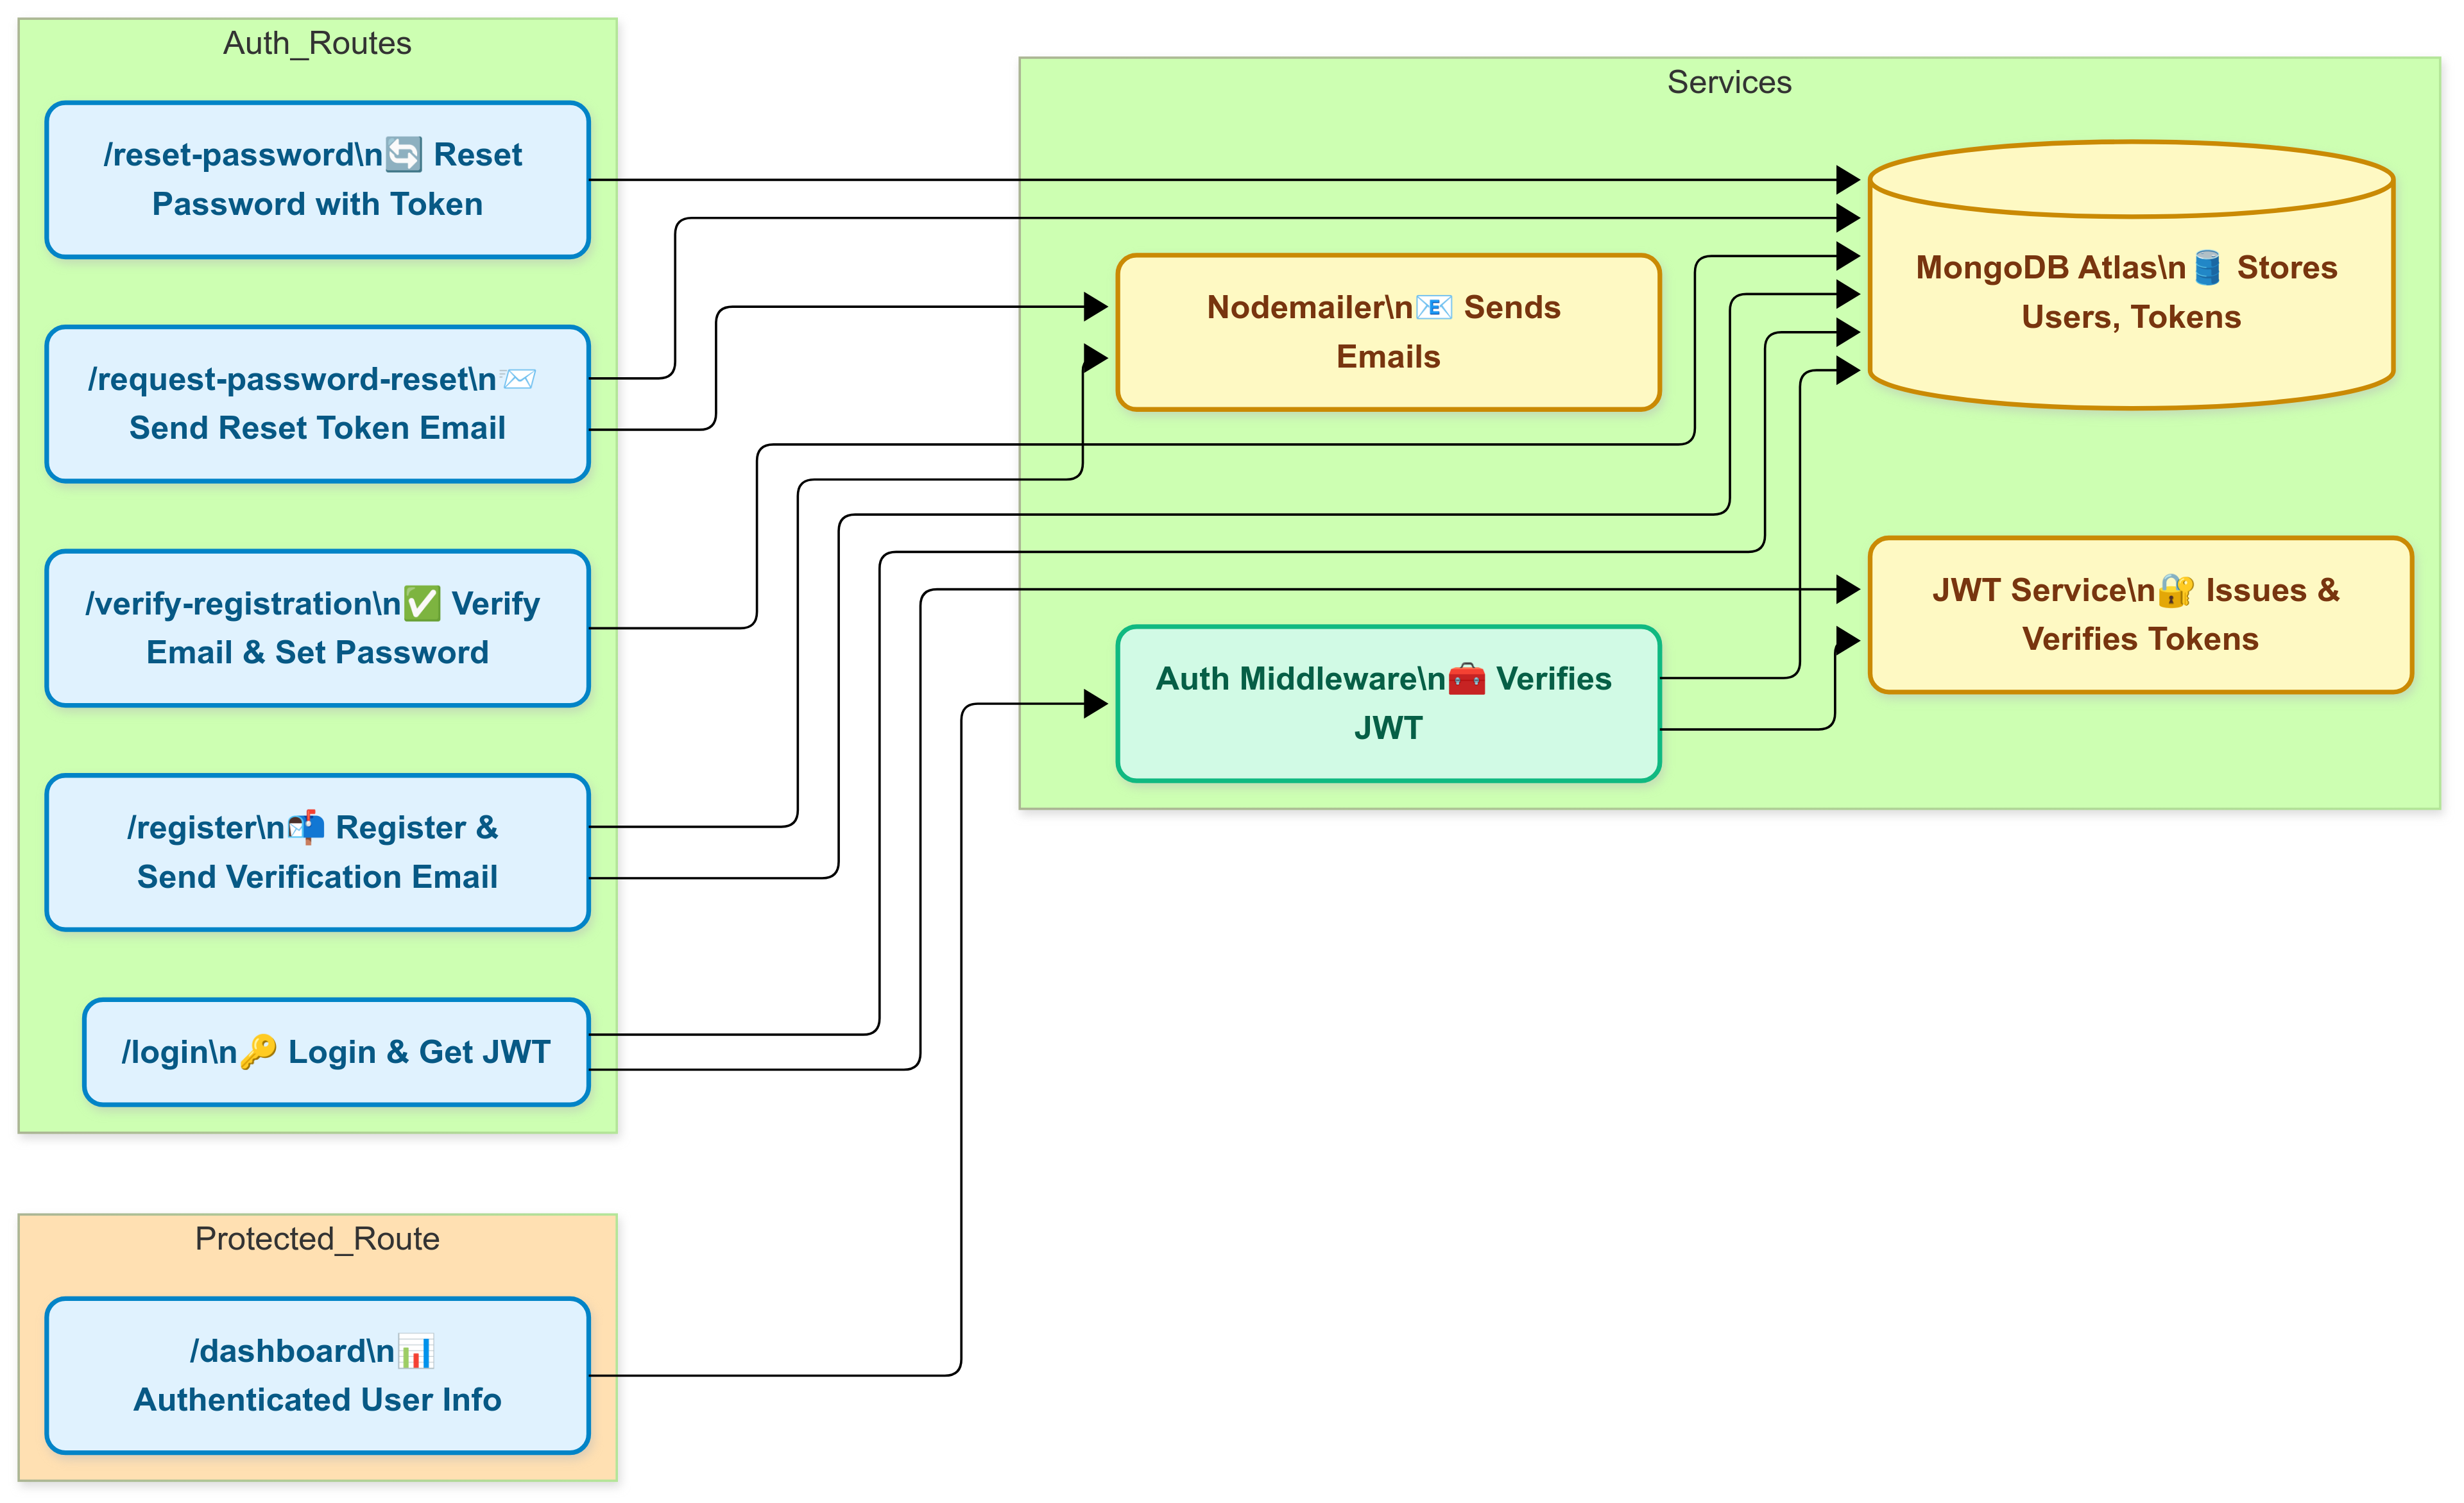 Auth_Routes
/reset-password\n🔄 Reset
Password with Token
/request-password-reset\n📨
Send Reset Token Email
/verify-registration\n✅ Verify
Email & Set Password
/register\n📬 Register &
Send Verification Email
/login\n🔑 Login & Get JWT
Protected_Route
/dashboard\n📊
Authenticated User Info
Services
Nodemailer\n📧 Sends
Emails
Auth Middleware\n🧰 Verifies
JWT
MongoDB Atlas\n🛢️ Stores
Users, Tokens
JWT Service\n🔐 Issues &
Verifies Tokens